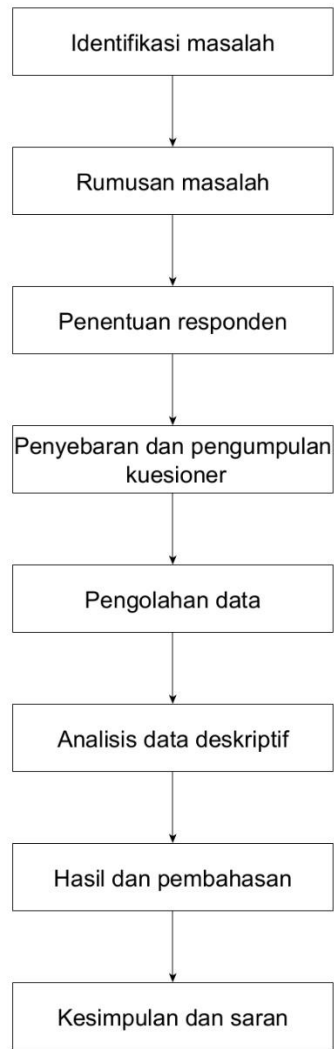 Identifikasi masalah
Rumusan masalah
Penentuan responden
Penyebaran dan pengumpulan
kuesioner
Pengolahan data
Analisis data deskriptif
Hasil dan pembahasan
Kesimpulan dan saran